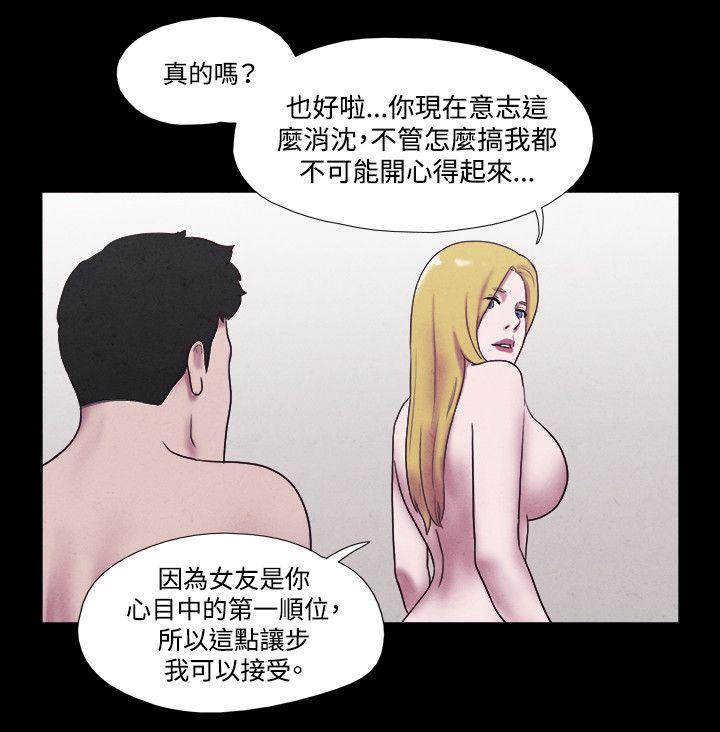 真的嗎？
也好啦...你現在意志這
麼消沈，不管怎麼搞我都
不可能開心得起來...
因為女友是你
心目中的第一順位，
所以這點讓步
我可以接受。